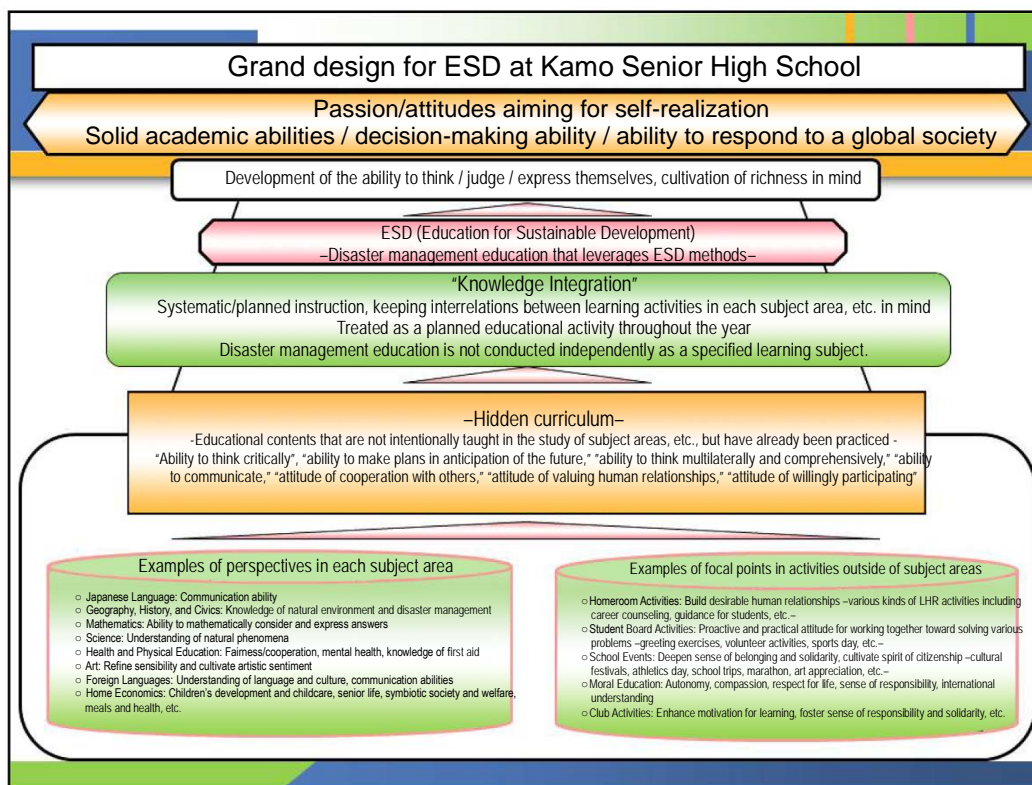 Grand design for ESD at Kamo Senior High School
Passion/attitudes aiming for self-realization
Solid academic abilities / decision-making ability / ability to respond to a global society
Development of the ability to think / judge / express themselves, cultivation of richness in mind
ESD (Education for Sustainable Development)
–Disaster management education that leverages ESD methods–
“Knowledge Integration”
Systematic/planned instruction, keeping interrelations between learning activities in each subject area, etc. in mind
Treated as a planned educational activity throughout the year
Disaster management education is not conducted independently as a specified learning subject.
–Hidden curriculum–
-Educational contents that are not intentionally taught in the study of subject areas, etc., but have already been practiced -
“Ability to think critically”, “ability to make plans in anticipation of the future,” ”ability to think multilaterally and comprehensively,” “ability
to communicate,” “attitude of cooperation with others,” “attitude of valuing human relationships,” “attitude of willingly participating”
Examples of perspectives in each subject area
○ Japanese Language: Communication ability
○ Geography, History, and Civics: Knowledge of natural environment and disaster management
○ Mathematics: Ability to mathematically consider and express answers
○ Science: Understanding of natural phenomena
○ Health and Physical Education: Fairness/cooperation, mental health, knowledge of first aid
○ Art: Refine sensibility and cultivate artistic sentiment
○ Foreign Languages: Understanding of language and culture, communication abilities
○ Home Economics: Children’s development and childcare, senior life, symbiotic society and welfare,
meals and health, etc.
Examples of focal points in activities outside of subject areas
○ Homeroom Activities: Build desirable human relationships –various kinds of LHR activities including
career counseling, guidance for students, etc.–
○ Student Board Activities: Proactive and practical attitude for working together toward solving various
problems –greeting exercises, volunteer activities, sports day, etc.–
○ School Events: Deepen sense of belonging and solidarity, cultivate spirit of citizenship –cultural
festivals, athletics day, school trips, marathon, art appreciation, etc.–
○ Moral Education: Autonomy, compassion, respect for life, sense of responsibility, international
understanding
○ Club Activities: Enhance motivation for learning, foster sense of responsibility and solidarity, etc.